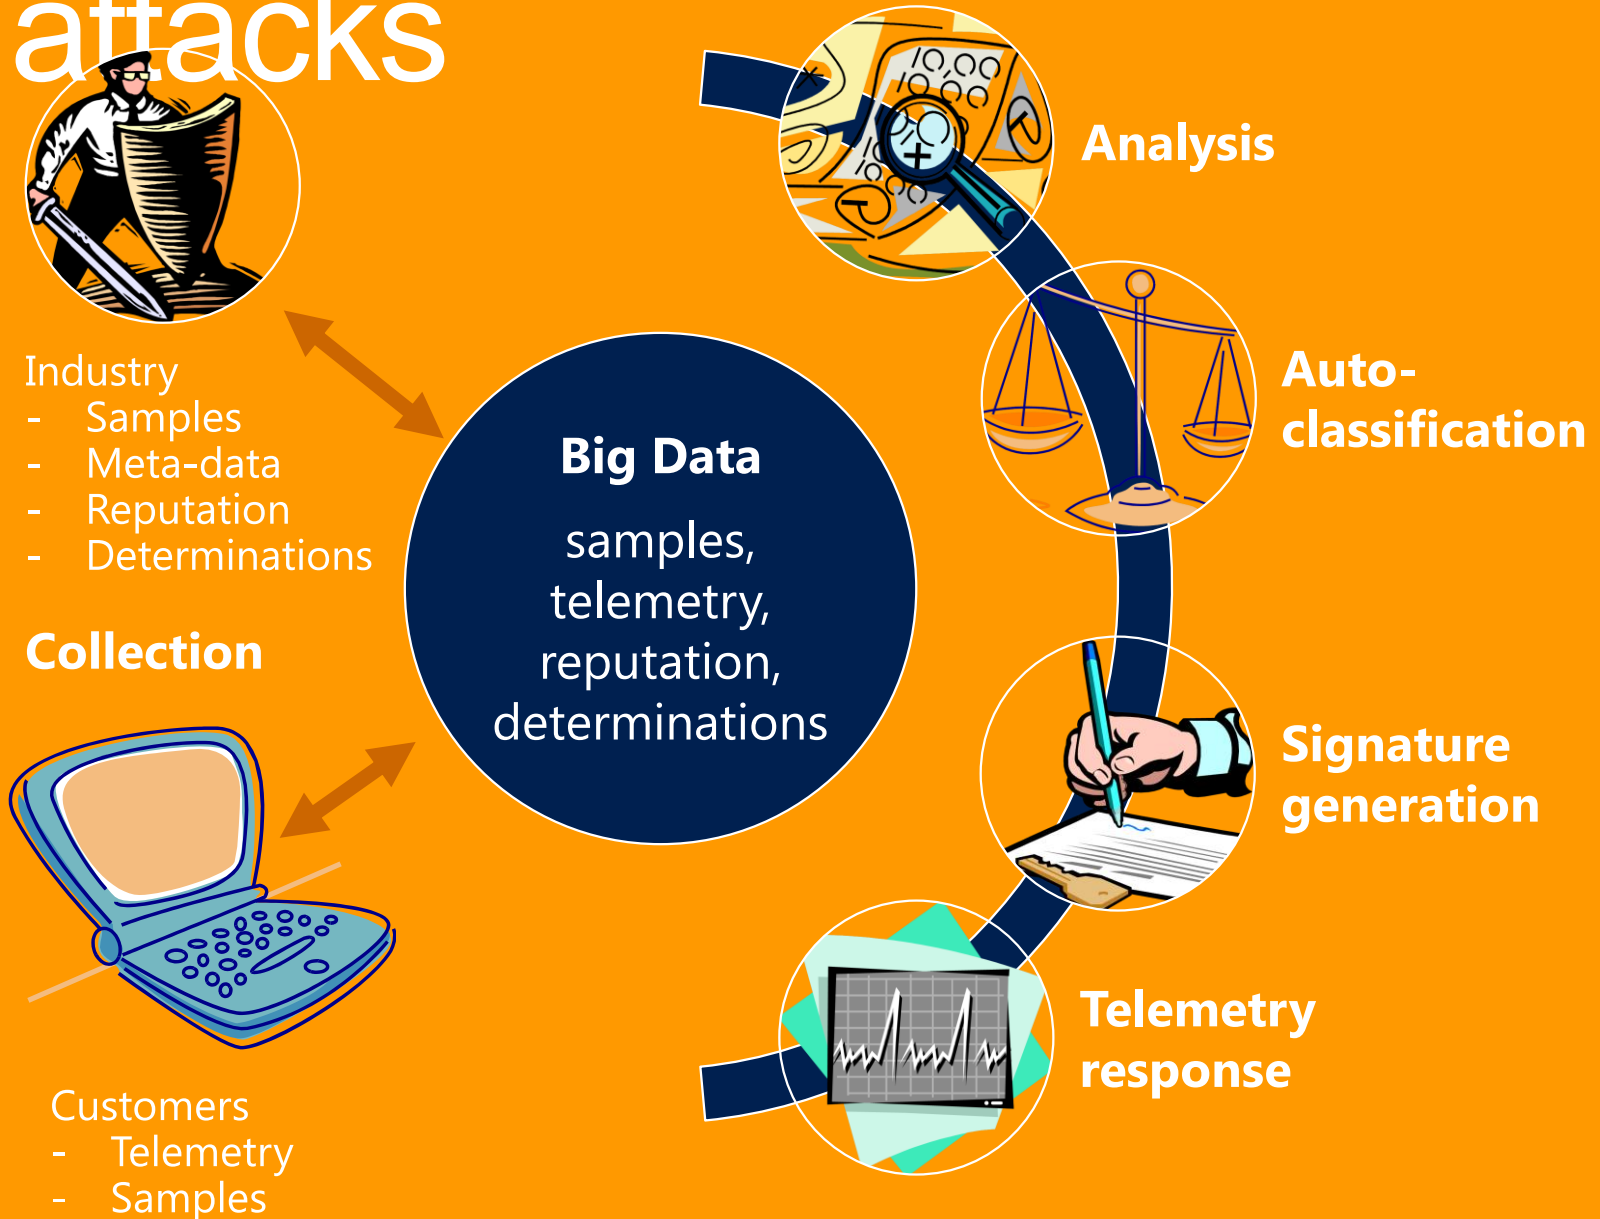 attacks
Industry
- Samples
- Meta-data
- Reputation
- Determinations
Collection
Customers
- Telemetry
- Samples
Big Data
samples,
telemetry,
reputation,
determinations
Analysis
Auto-
classification
Signature
generation
Telemetry
response